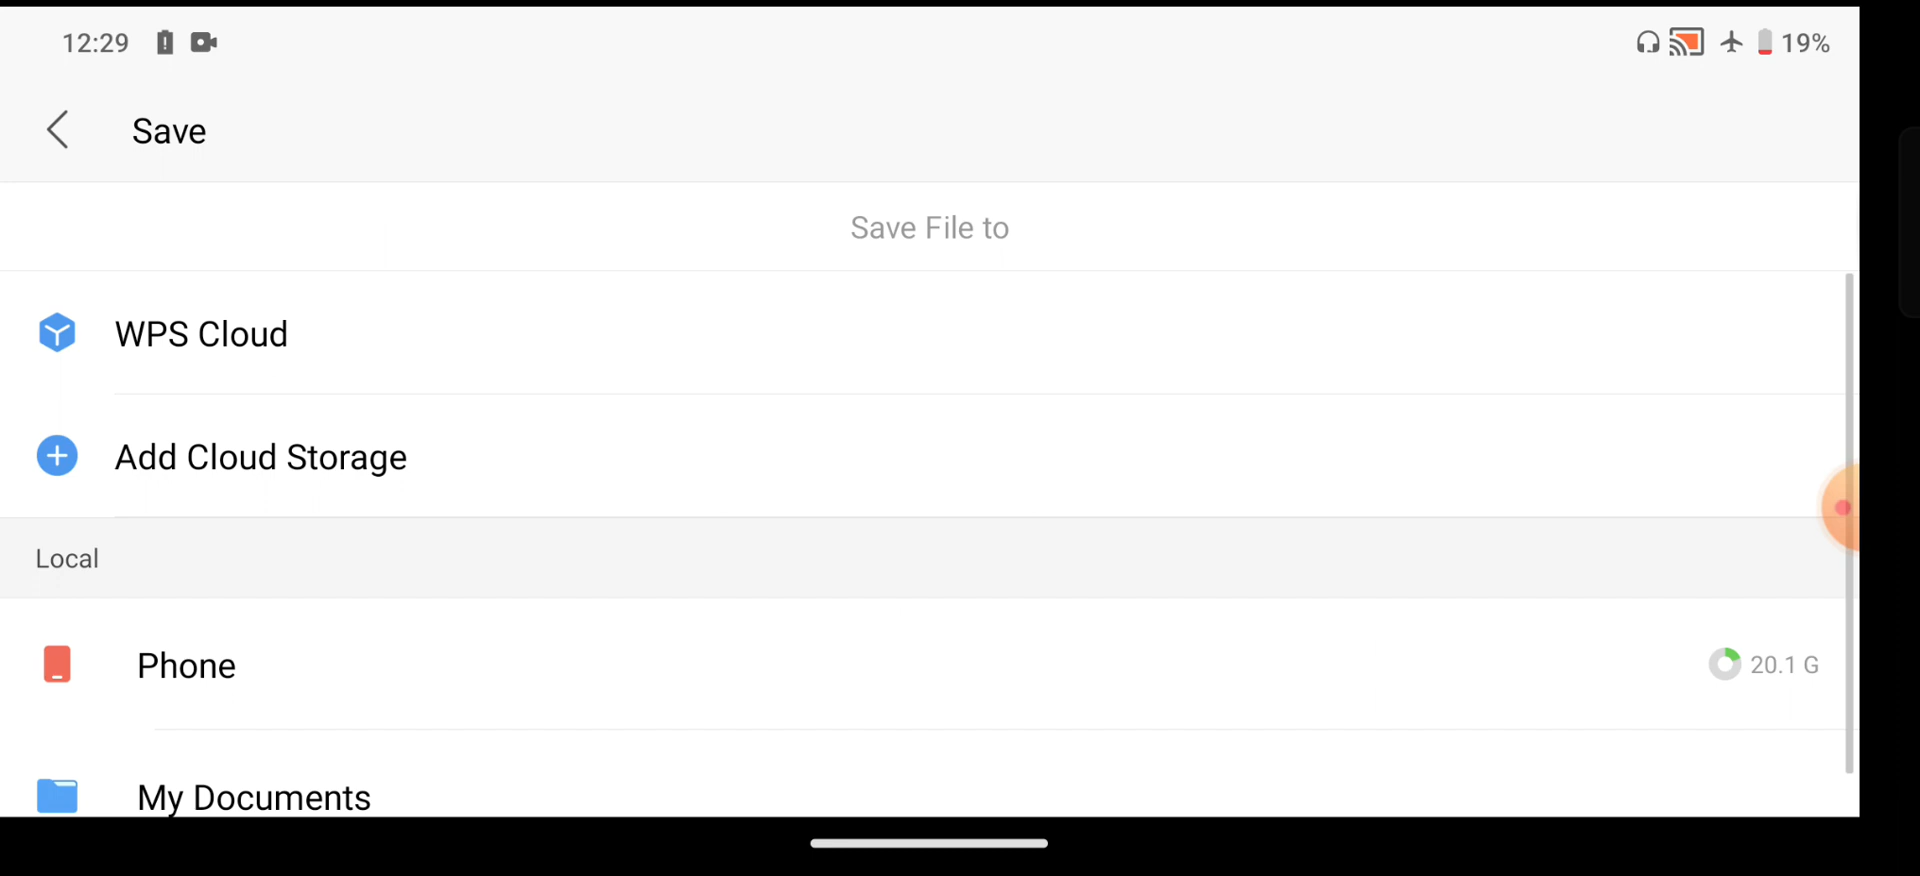 12:29
19%
Save
Save File to
WPS Cloud
Add Cloud Storage
Local
Phone
20.1 G
My Documents